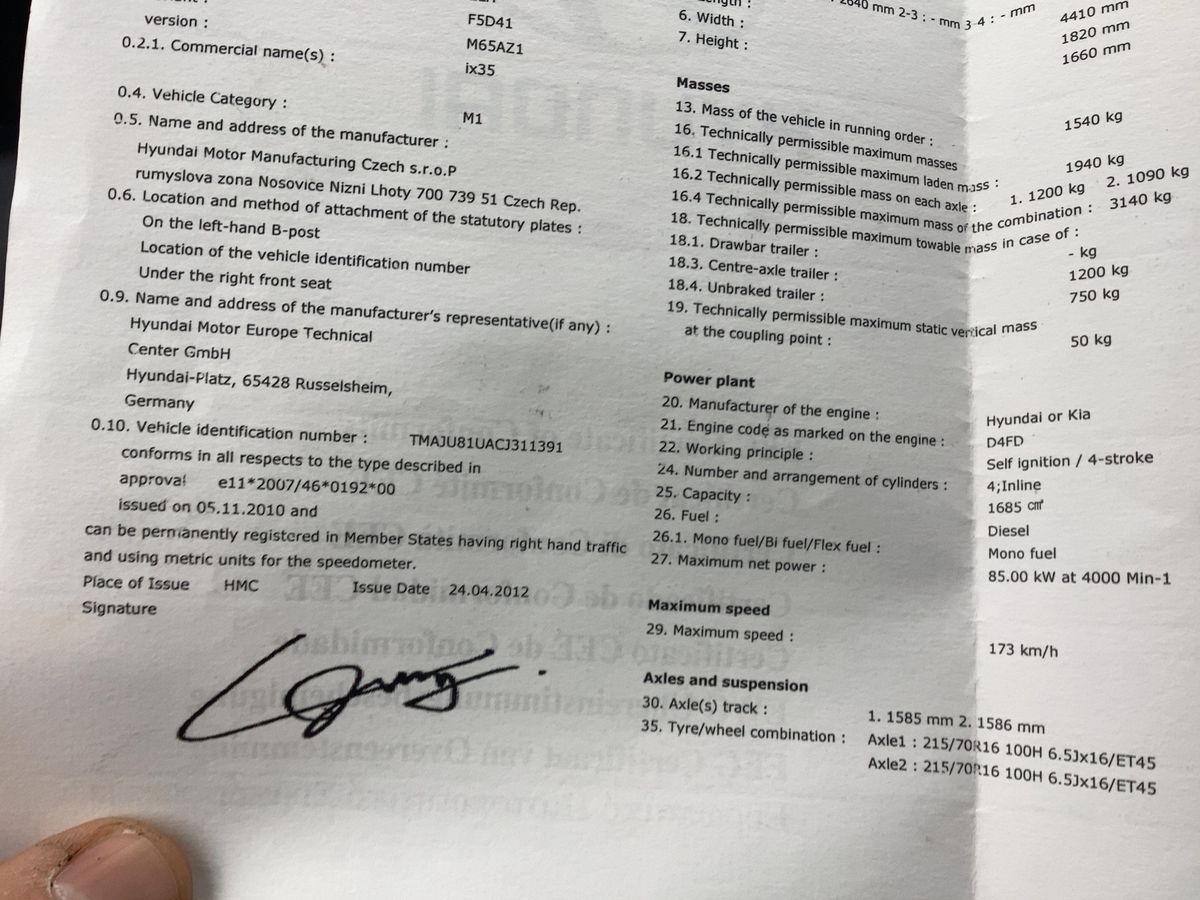 version : F5D41
M65AZ1
0.2.1. Commercial name(s) : ix35
0.4. Vehicle Category : M1
0.5. Name and address of the manufacturer :
Hyundai Motor Manufacturing Czech s.r.o.P
rumyslova zona Nosovice Nizni Lhoty 700 739 51 Czech Rep.
0.6. Location and method of attachment of the statutory plates :
On the left-hand B-post
Location of the vehicle identification number
Under the right front seat
0.9. Name and address of the manufacturer's representative(if any) :
Hyundai Motor Europe Technical
Center GmbH
Hyundai-Platz, 65428 Russelsheim,
Germany
0.10. Vehicle identification number : TMAJU81UACJ311391
conforms in all respects to the type described in
approval e11*2007/46*0192*00
issued on 05.11.2010 and
can be permanently registered in Member States having right hand traffic
and using metric units for the speedometer.
Place of Issue HMC Issue Date 24.04.2012
Signature
2640 mm 2-3 : - mm 3-4 : - mm
4410 mm
6. Width : 1820 mm
7. Height : 1660 mm
Masses
13. Mass of the vehicle in running order : 1540 kg
16. Technically permissible maximum masses
16.1 Technically permissible maximum laden mass : 1940 kg
16.2 Technically permissible mass on each axle : 1. 1200 kg 2. 1090 kg
16.4 Technically permissible maximum mass of the combination : 3140 kg
18. Technically permissible maximum towable mass in case of :
18.1. Drawbar trailer : - kg
18.3. Centre-axle trailer : 1200 kg
18.4. Unbraked trailer : 750 kg
19. Technically permissible maximum static vertical mass
at the coupling point : 50 kg
Power plant
20. Manufacturer of the engine : Hyundai or Kia
21. Engine code as marked on the engine : D4FD
22. Working principle : Self ignition / 4-stroke
24. Number and arrangement of cylinders : 4;Inline
25. Capacity : 1685 ㎤
26. Fuel : Diesel
26.1. Mono fuel/Bi fuel/Flex fuel : Mono fuel
27. Maximum net power : 85.00 kW at 4000 Min-1
Maximum speed
29. Maximum speed : 173 km/h
Axles and suspension
30. Axle(s) track : 1. 1585 mm 2. 1586 mm
35. Tyre/wheel combination : Axle1 : 215/70R16 100H 6.5Jx16/ET45
Axle2 : 215/70R16 100H 6.5Jx16/ET45